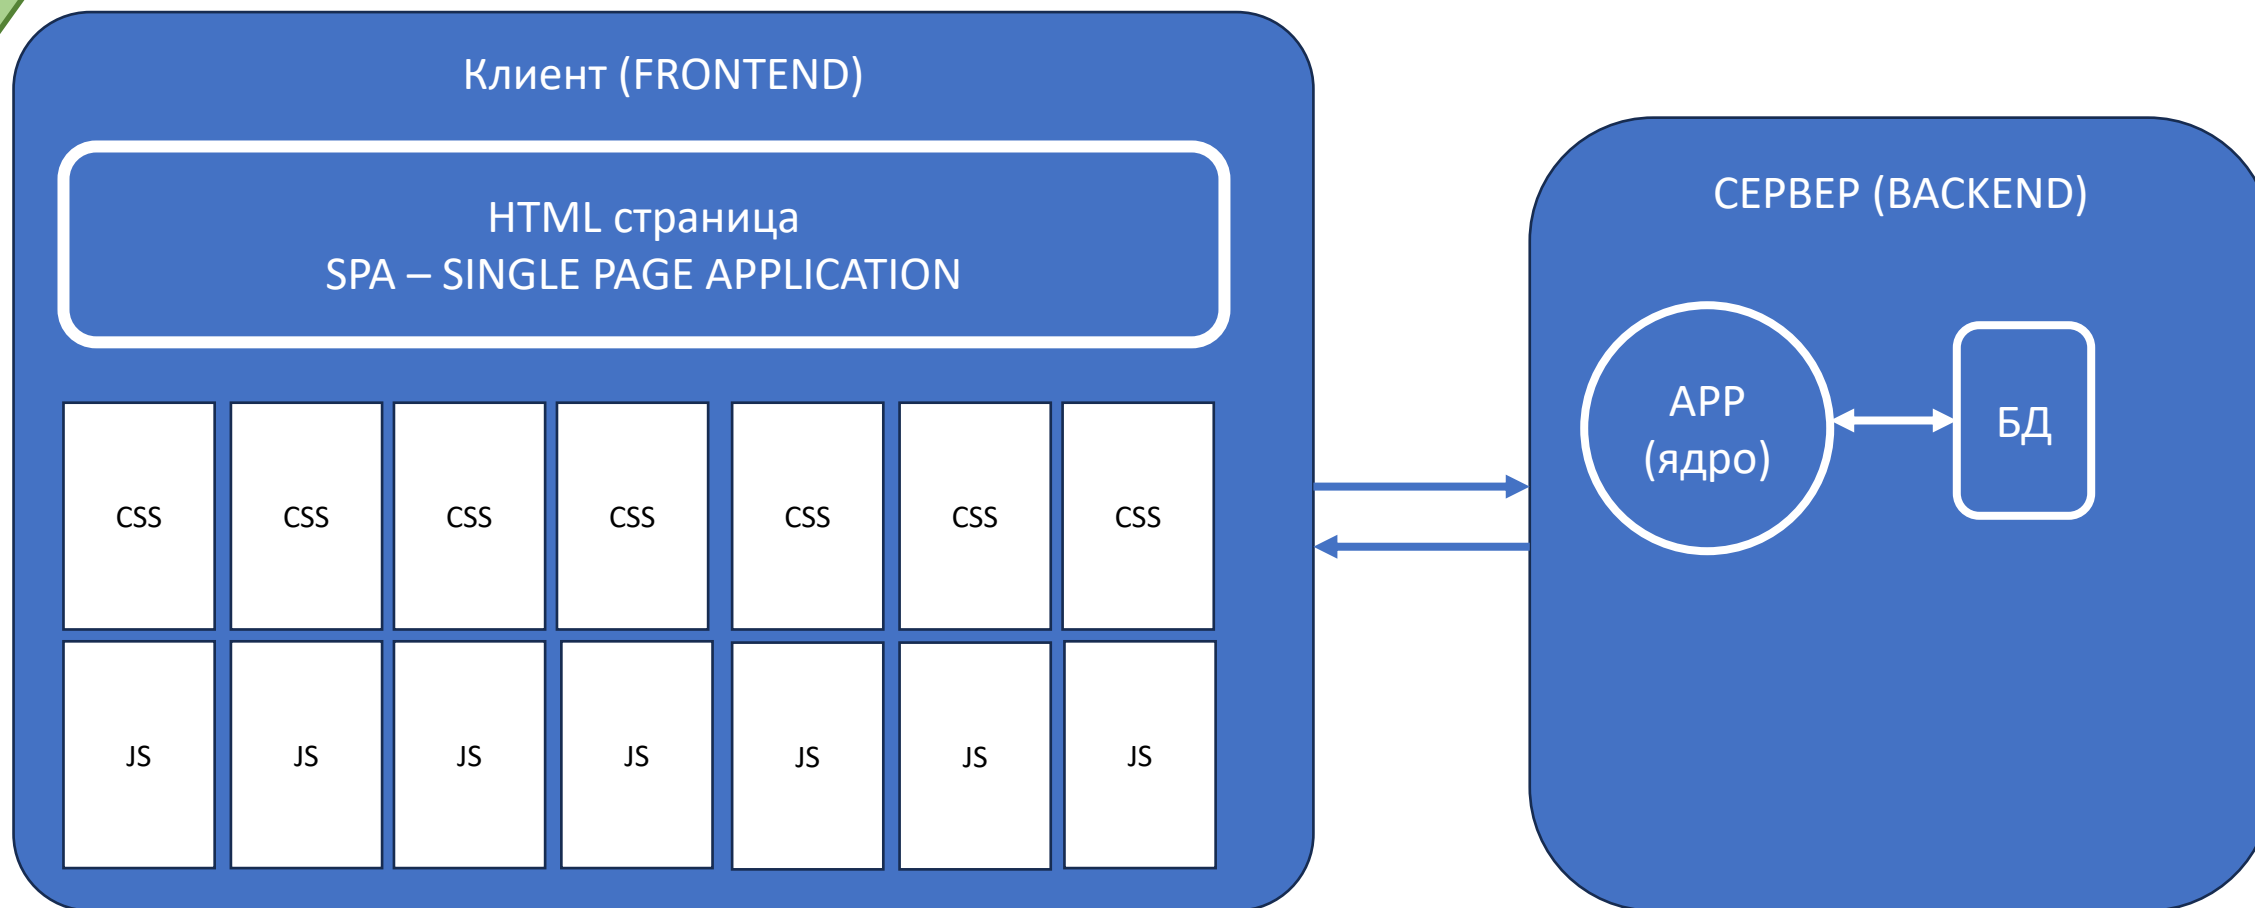 Клиент (FRONTEND)
HTML страница
SPA – SINGLE PAGE APPLICATION
CSS CSS CSS CSS CSS CSS CSS
JS JS JS JS JS JS JS
СЕРВЕР (BACKEND)
APP
(ядро)
БД